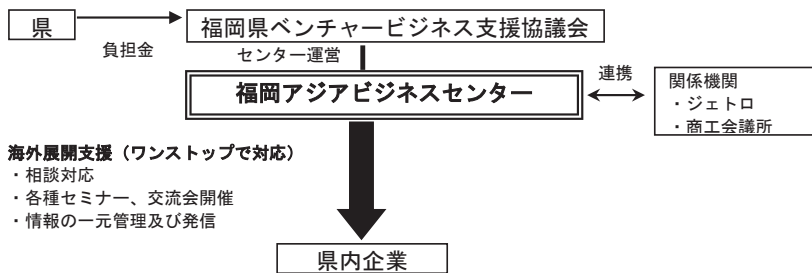 県
福岡県ベンチャービジネス支援協議会
負担金
センター運営
福岡アジアビジネスセンター
連携
関係機関
・ジェトロ
・商工会議所
海外展開支援（ワンストップで対応）
・相談対応
・各種セミナー、交流会開催
・情報の一元管理及び発信
県内企業